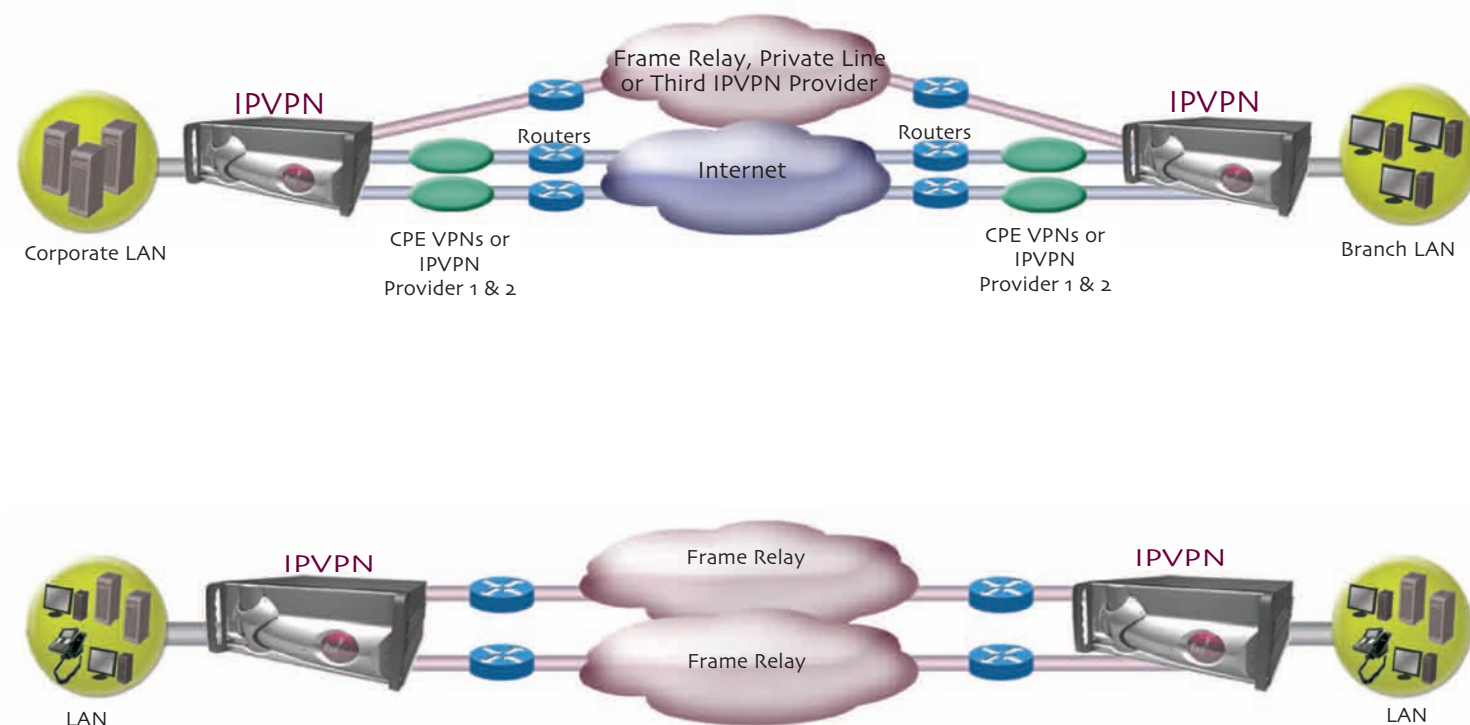 Frame Relay, Private Line
or Third IPVPN Provider
IPVPN
IPVPN
Routers
Routers
Internet
CPE VPNs or
IPVPN
Provider 1 & 2
CPE VPNs or
IPVPN
Provider 1 & 2
Corporate LAN
Branch LAN
IPVPN
Frame Relay
IPVPN
Frame Relay
LAN
LAN